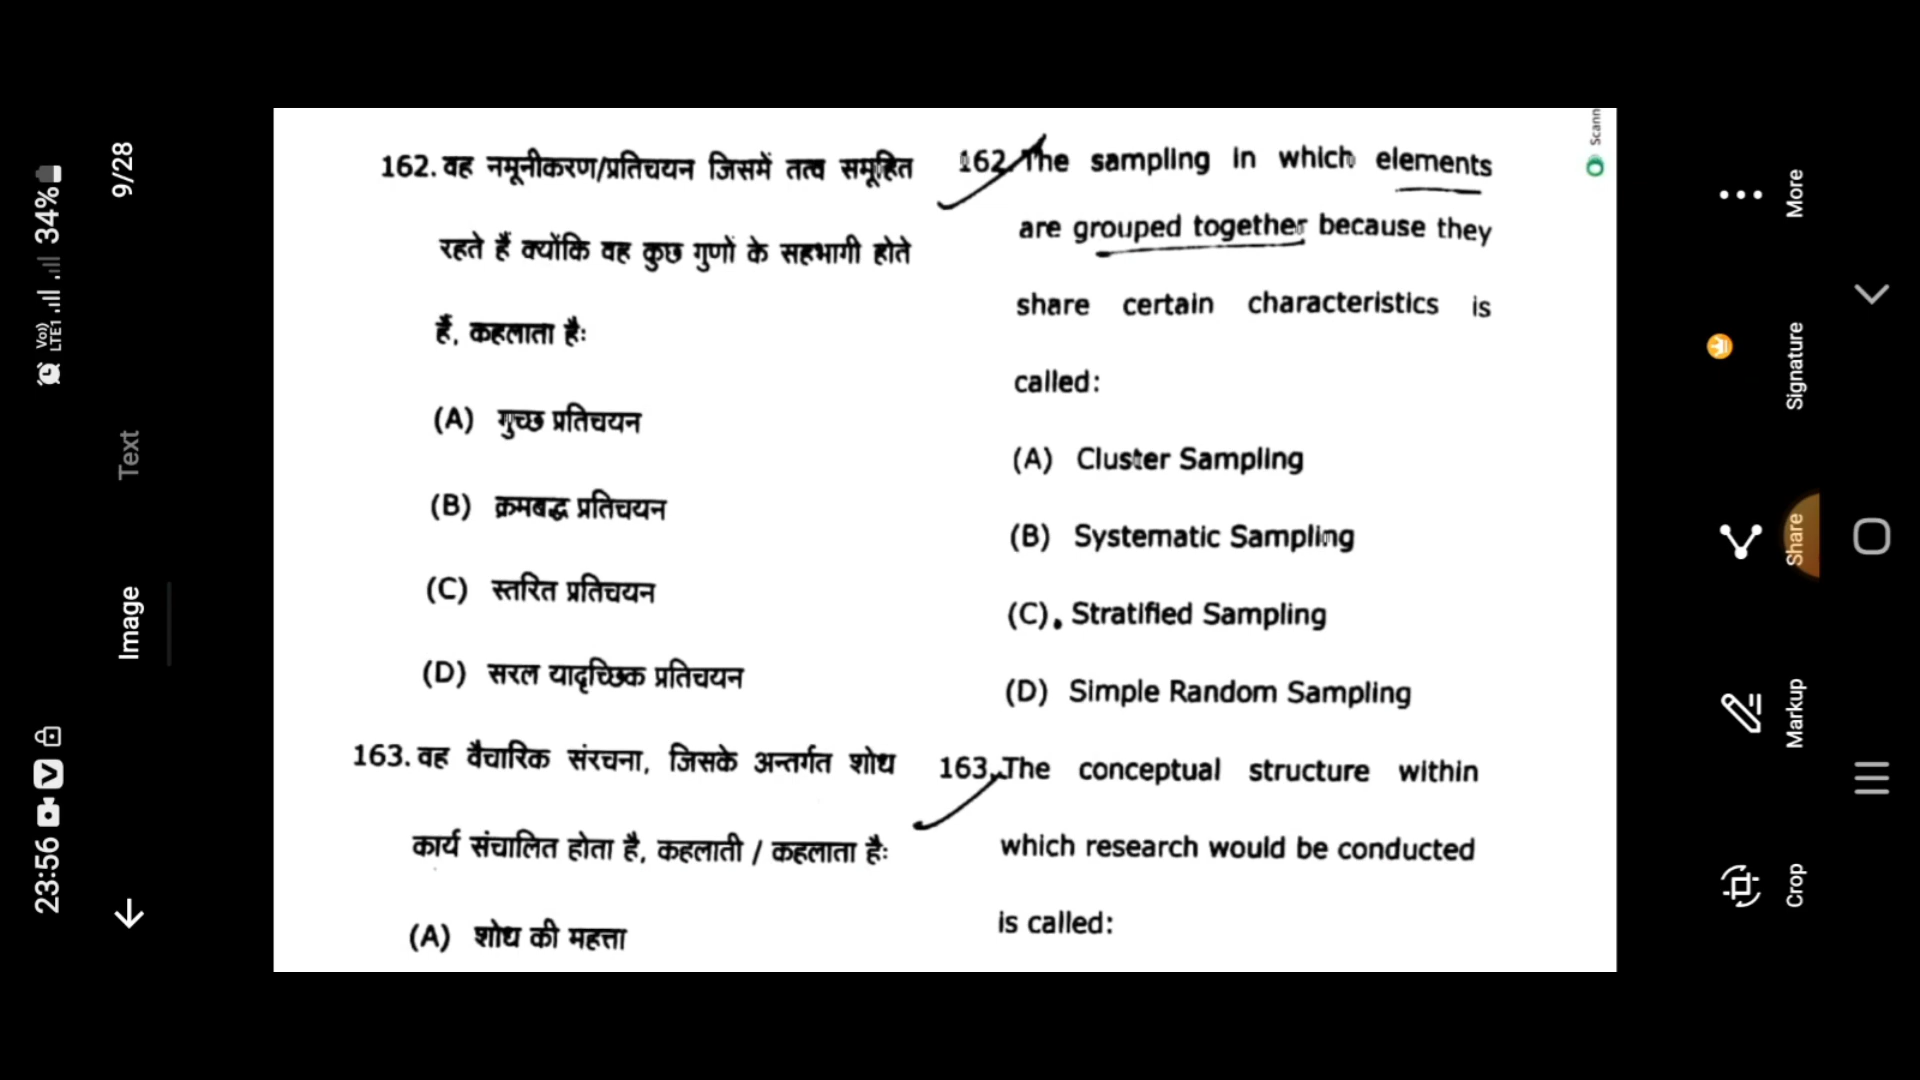 162. वह नमूनीकरण/प्रतिचयन जिसमें तत्व समूहित
रहते हैं क्योंकि वह कुछ गुणों के सहभागी होते
हैं, कहलाता हैः
(A) गुच्छ प्रतिचयन
(B) क्रमबद्ध प्रतिचयन
(C) स्तरित प्रतिचयन
(D) सरल यादृच्छिक प्रतिचयन
163. वह वैचारिक संरचना, जिसके अन्तर्गत शोध
कार्य संचालित होता है, कहलाती / कहलाता हैः
(A) शोध की महत्ता
162. The sampling in which elements
are grouped together because they
share certain characteristics is
called:
(A) Cluster Sampling
(B) Systematic Sampling
(C) Stratified Sampling
(D) Simple Random Sampling
163. The conceptual structure within
which research would be conducted
is called:
Scann
23:56
Vo)) LTE1
34%
9/28
Image
Text
More
Signature
Share
Markup
Crop